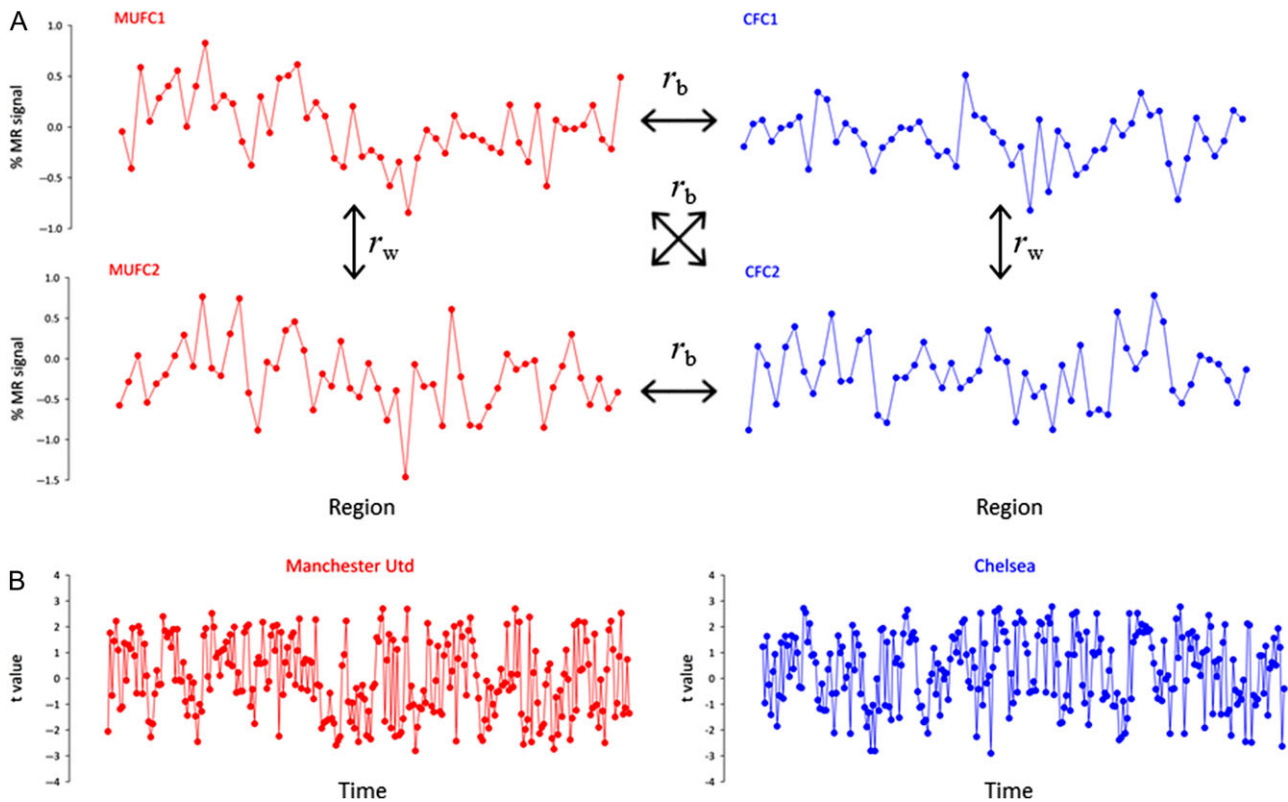 A
MUFC1
CFC1
% MR signal
1.0
0.5
0.0
−0.5
−1.0
r_b
r_b
r_w
r_w
MUFC2
CFC2
% MR signal
1.0
0.5
0.0
−0.5
−1.0
−1.5
r_b
Region
Region
B
Manchester Utd
Chelsea
t value
4
3
2
1
0
−1
−2
−3
−4
t value
4
3
2
1
0
−1
−2
−3
−4
Time
Time